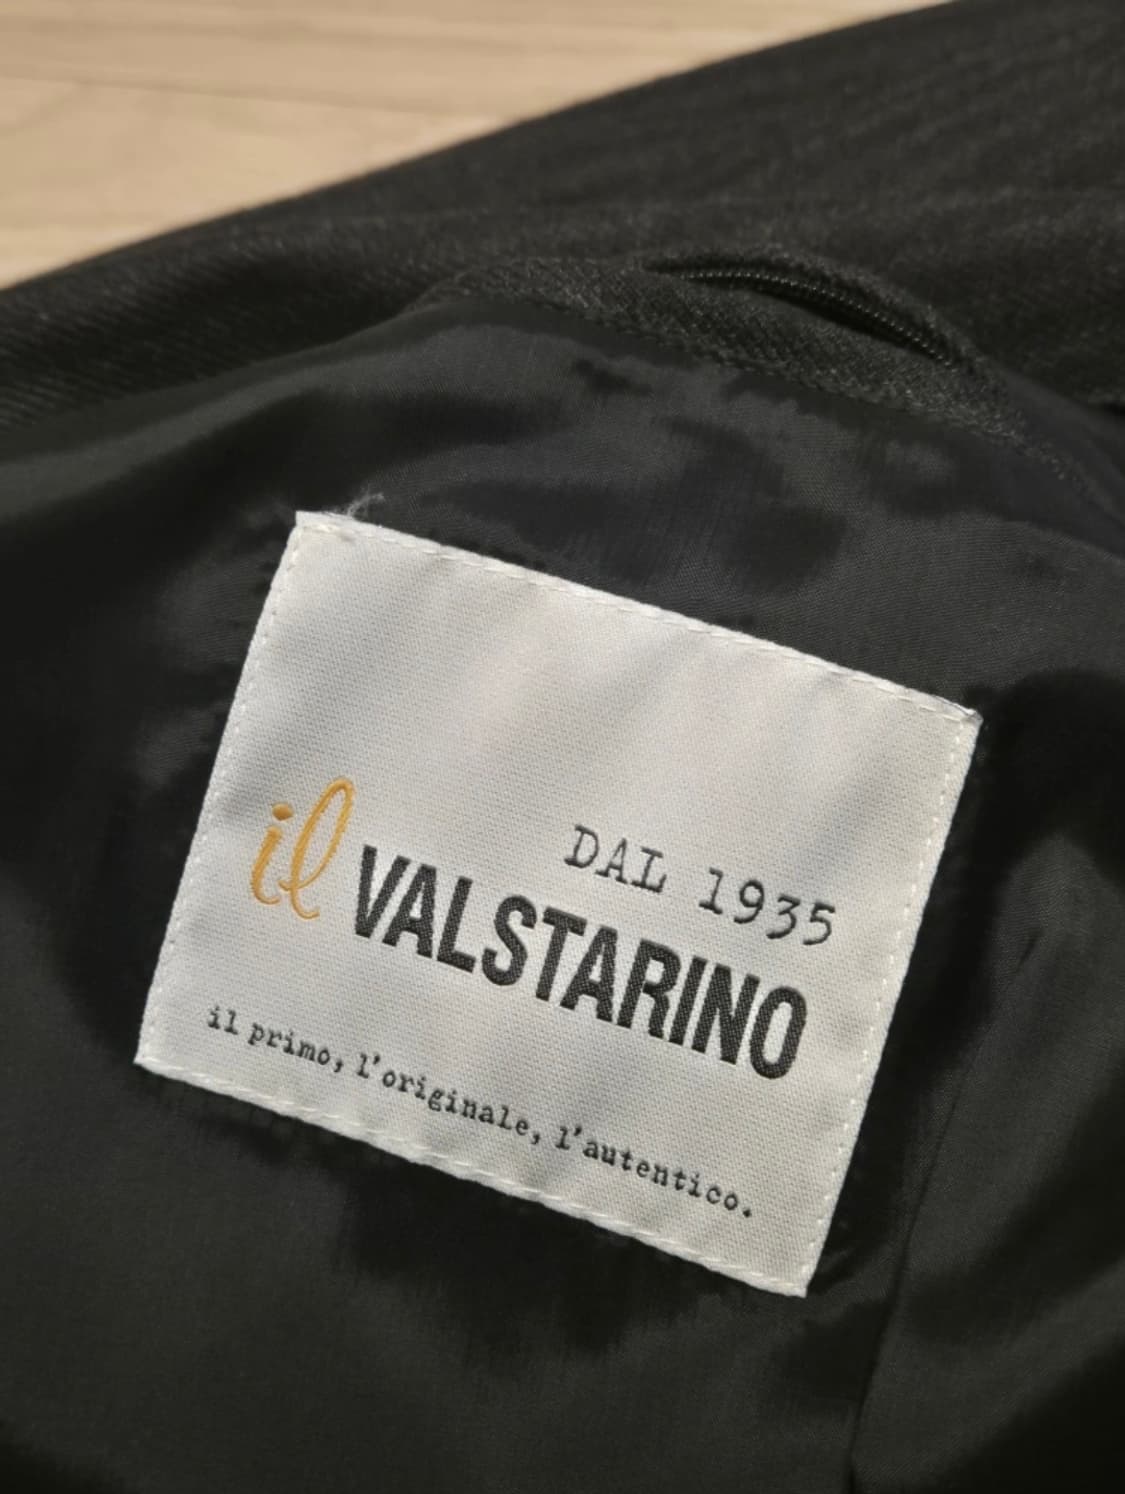 DAL 1935
il VALSTARINO
il primo, l'originale, l'autentico.